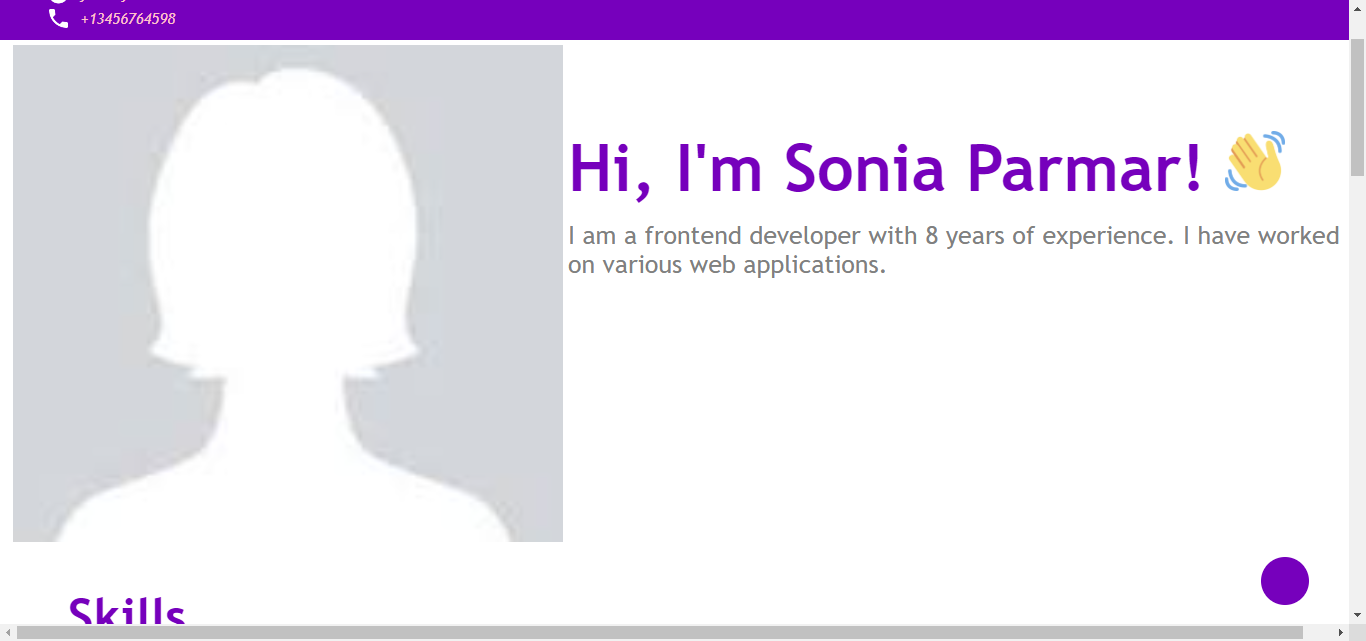 +13456764598
Hi, I'm Sonia Parmar! 👋
I am a frontend developer with 8 years of experience. I have worked
on various web applications.
Skills